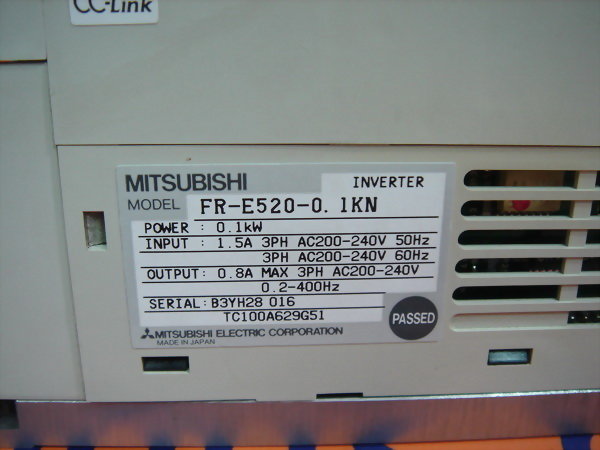 CC-Link
MITSUBISHI
INVERTER
MODEL FR-E520-0.1KN
POWER : 0.1kW
INPUT : 1.5A 3PH AC200-240V 50Hz
3PH AC200-240V 60Hz
OUTPUT: 0.8A MAX 3PH AC200-240V
0.2-400Hz
SERIAL: B3YH28 016
TC100A629G51
PASSED
MITSUBISHI ELECTRIC CORPORATION
MADE IN JAPAN